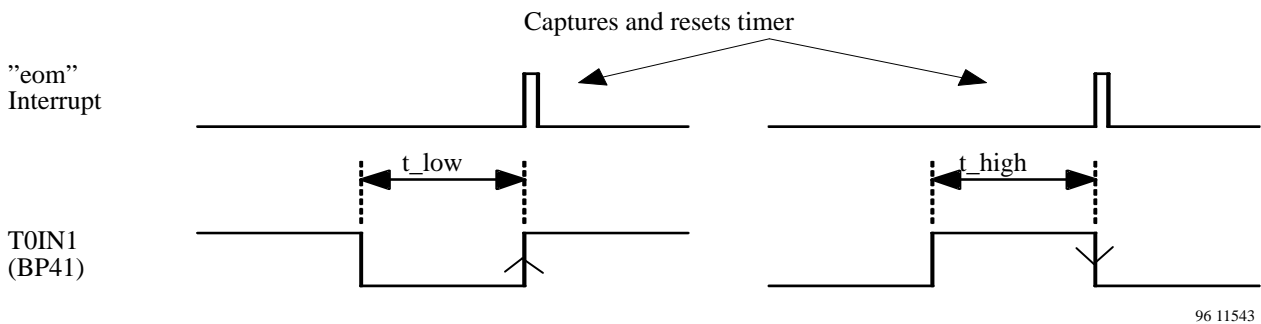 Captures and resets timer
”eom”
Interrupt
t_low
t_high
T0IN1
(BP41)
96 11543